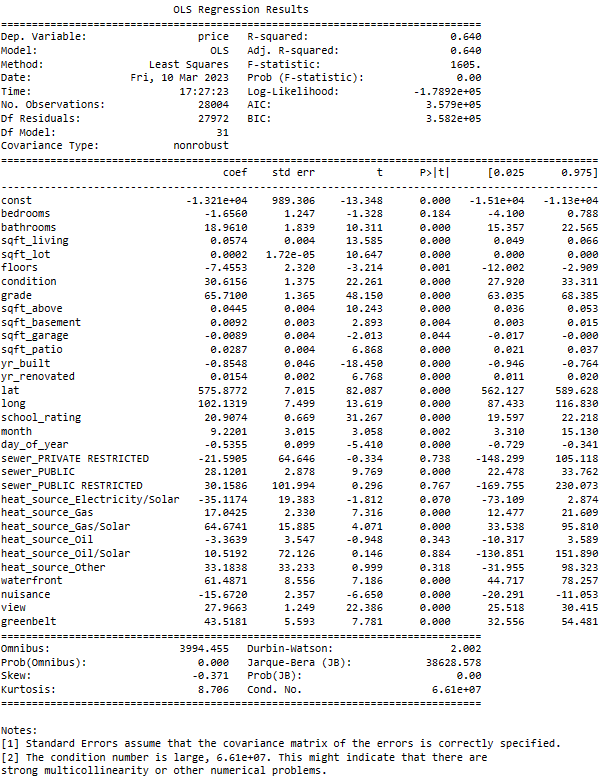 OLS Regression Results
==============================================================================
Dep. Variable: price R-squared: 0.640
Model: OLS Adj. R-squared: 0.640
Method: Least Squares F-statistic: 1605.
Date: Fri, 10 Mar 2023 Prob (F-statistic): 0.00
Time: 17:27:23 Log-Likelihood: -1.7892e+05
No. Observations: 28004 AIC: 3.579e+05
Df Residuals: 27972 BIC: 3.582e+05
Df Model: 31
Covariance Type: nonrobust
==============================================================================
coef std err t P>|t| [0.025 0.975]
------------------------------------------------------------------------------
const -1.321e+04 989.306 -13.348 0.000 -1.51e+04 -1.13e+04
bedrooms -1.6560 1.247 -1.328 0.184 -4.100 0.788
bathrooms 18.9610 1.839 10.311 0.000 15.357 22.565
sqft_living 0.0574 0.004 13.585 0.000 0.049 0.066
sqft_lot 0.0002 1.72e-05 10.647 0.000 0.000 0.000
floors -7.4553 2.320 -3.214 0.001 -12.002 -2.909
condition 30.6156 1.375 22.261 0.000 27.920 33.311
grade 65.7100 1.365 48.150 0.000 63.035 68.385
sqft_above 0.0445 0.004 10.243 0.000 0.036 0.053
sqft_basement 0.0092 0.003 2.893 0.004 0.003 0.015
sqft_garage -0.0089 0.004 -2.013 0.044 -0.017 -0.000
sqft_patio 0.0287 0.004 6.868 0.000 0.021 0.037
yr_built -0.8548 0.046 -18.450 0.000 -0.946 -0.764
yr_renovated 0.0154 0.002 6.768 0.000 0.011 0.020
lat 575.8772 7.015 82.087 0.000 562.127 589.628
long 102.1319 7.499 13.619 0.000 87.433 116.830
school_rating 20.9074 0.669 31.267 0.000 19.597 22.218
month 9.2201 3.015 3.058 0.002 3.310 15.130
day_of_year -0.5355 0.099 -5.410 0.000 -0.729 -0.341
sewer_PRIVATE RESTRICTED -21.5905 64.646 -0.334 0.738 -148.299 105.118
sewer_PUBLIC 28.1201 2.878 9.769 0.000 22.478 33.762
sewer_PUBLIC RESTRICTED 30.1586 101.994 0.296 0.767 -169.755 230.073
heat_source_Electricity/Solar -35.1174 19.383 -1.812 0.070 -73.109 2.874
heat_source_Gas 17.0425 2.330 7.316 0.000 12.477 21.609
heat_source_Gas/Solar 64.6741 15.885 4.071 0.000 33.538 95.810
heat_source_Oil -3.3639 3.547 -0.948 0.343 -10.317 3.589
heat_source_Oil/Solar 10.5192 72.126 0.146 0.884 -130.851 151.890
heat_source_Other 33.1838 33.233 0.999 0.318 -31.955 98.323
waterfront 61.4871 8.556 7.186 0.000 44.717 78.257
nuisance -15.6720 2.357 -6.650 0.000 -20.291 -11.053
view 27.9663 1.249 22.386 0.000 25.518 30.415
greenbelt 43.5181 5.593 7.781 0.000 32.556 54.481
==============================================================================
Omnibus: 3994.455 Durbin-Watson: 2.002
Prob(Omnibus): 0.000 Jarque-Bera (JB): 38628.578
Skew: -0.371 Prob(JB): 0.00
Kurtosis: 8.706 Cond. No. 6.61e+07
==============================================================================
Notes:
[1] Standard Errors assume that the covariance matrix of the errors is correctly specified.
[2] The condition number is large, 6.61e+07. This might indicate that there are
strong multicollinearity or other numerical problems.